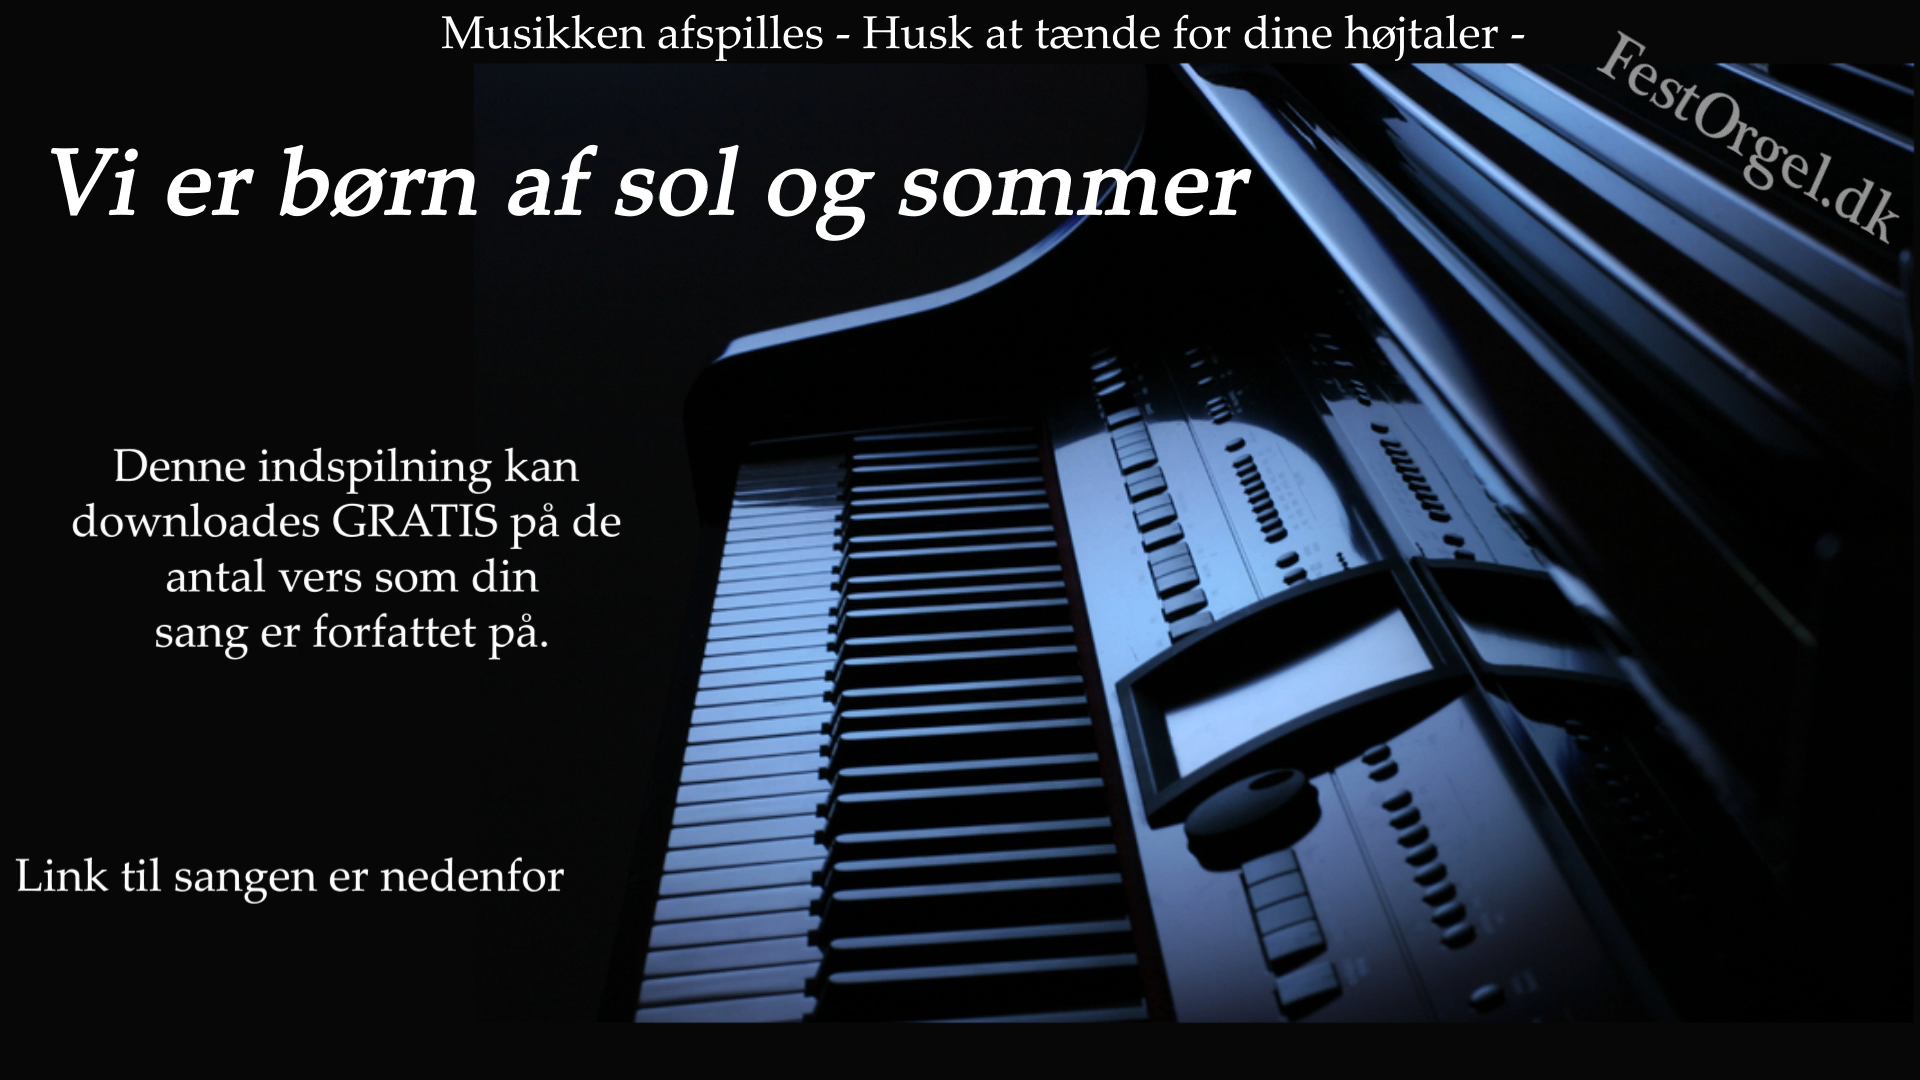 Musikken afspilles - Husk at tænde for dine højtaler -
FestOrgel.dk
Vi er børn af sol og sommer
Denne indspilning kan
downloades GRATIS på de
antal vers som din
sang er forfattet på.
Link til sangen er nedenfor